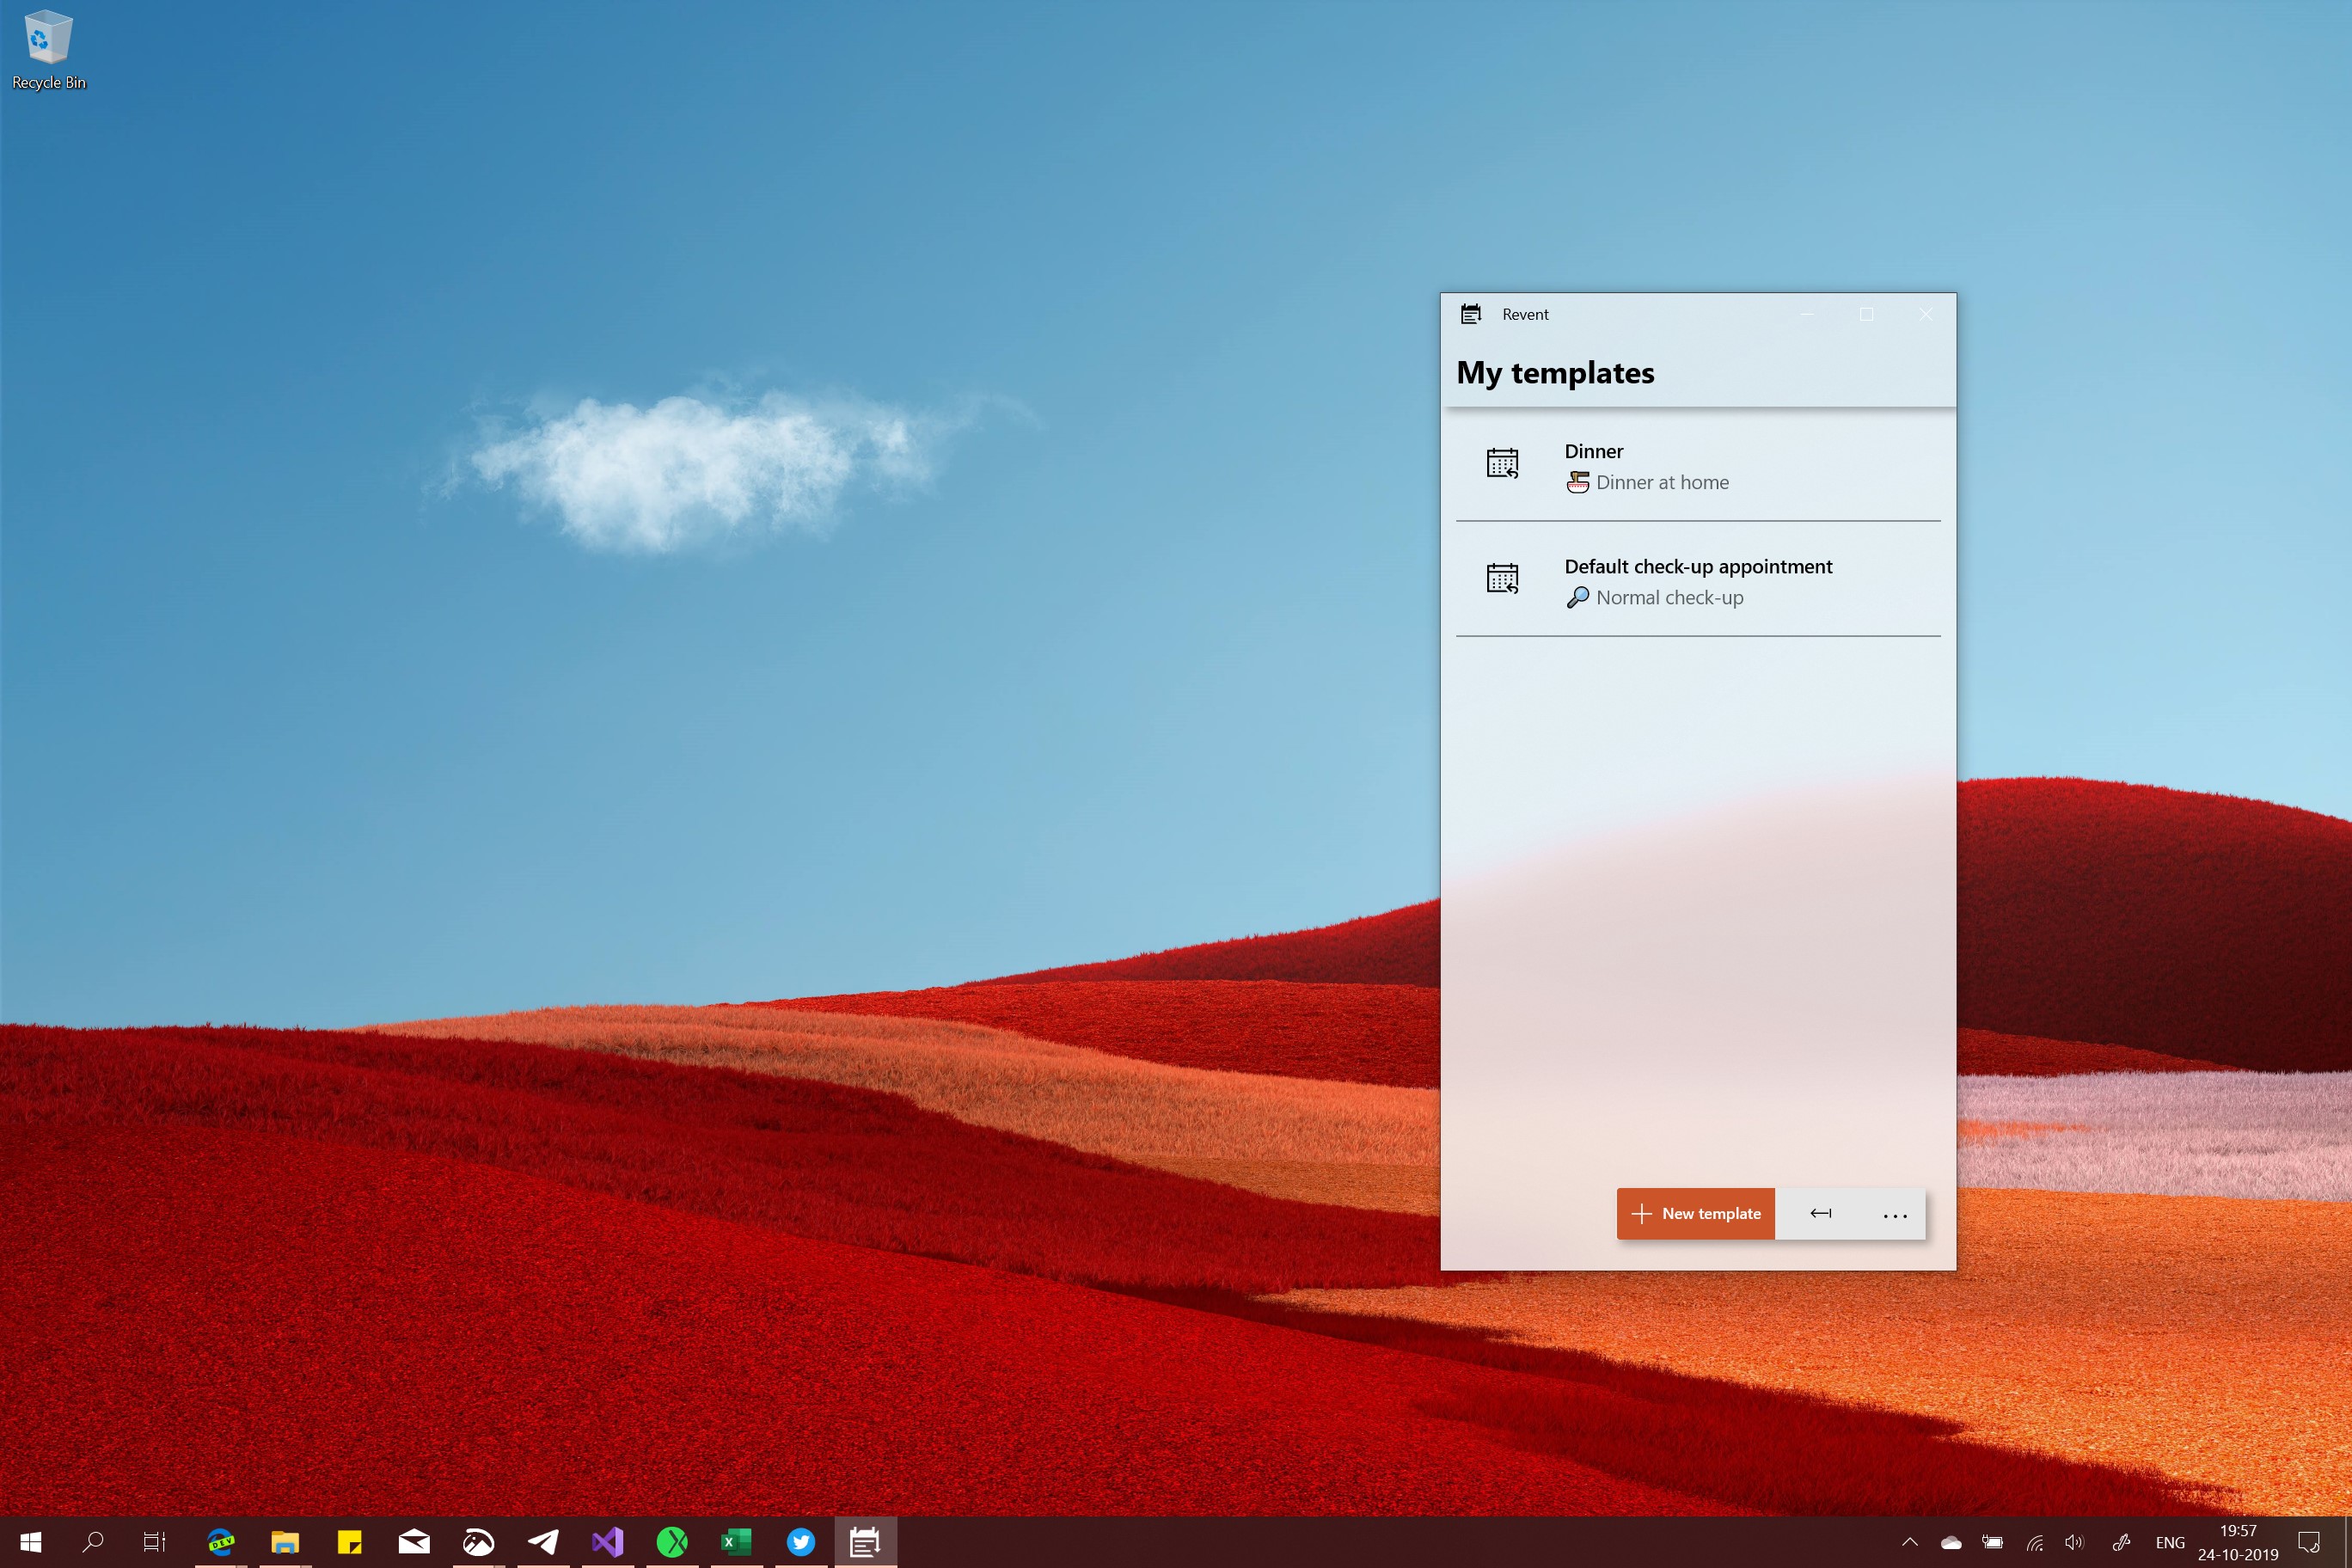 Recycle Bin
Revent
My templates
Dinner
Dinner at home
Default check-up appointment
Normal check-up
New template
DEV
ENG
19:57
24-10-2019